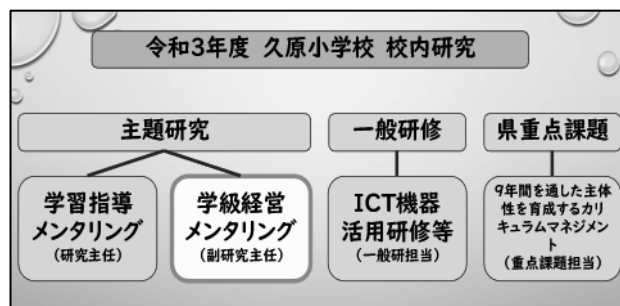 令和3年度 久原小学校 校内研究
主題研究
一般研修
県重点課題
学習指導
メンタリング
(研究主任)
学級経営
メンタリング
(副研究主任)
ICT機器
活用研修等
(一般研担当)
9年間を通した主体
性を育成するカリ
キュラムマネジメン
ト
(重点課題担当)